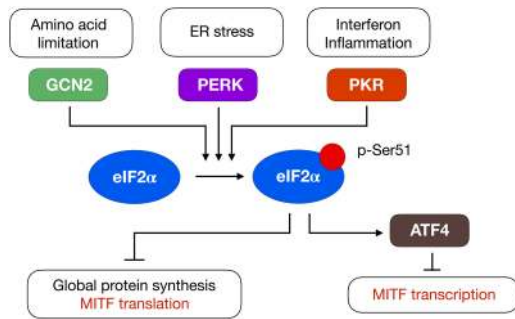 Amino acid
limitation
ER stress
Interferon
Inflammation
GCN2
PERK
PKR
p-Ser51
eIF2α
eIF2α
ATF4
Global protein synthesis
MITF translation
MITF transcription